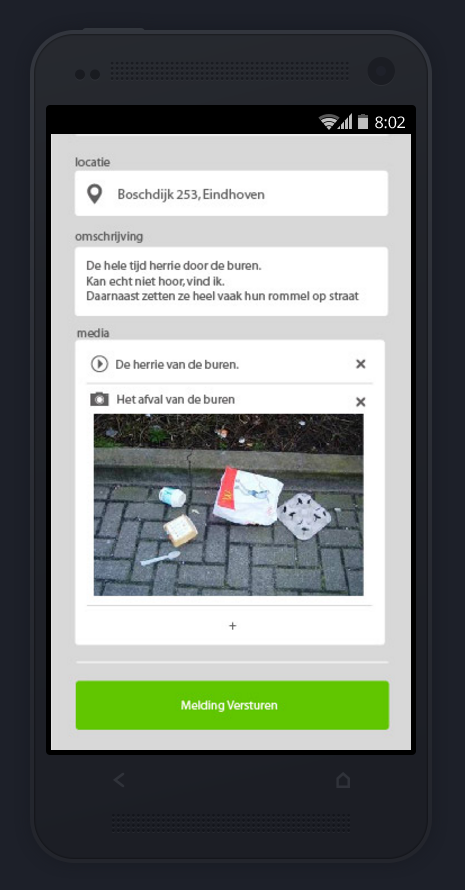 8:02
locatie
Boschdijk 253, Eindhoven
omschrijving
De hele tijd herrie door de buren.
Kan echt niet hoor, vind ik.
Daarnaast zetten ze heel vaak hun rommel op straat
media
De herrie van de buren.
Het afval van de buren
+
Melding Versturen